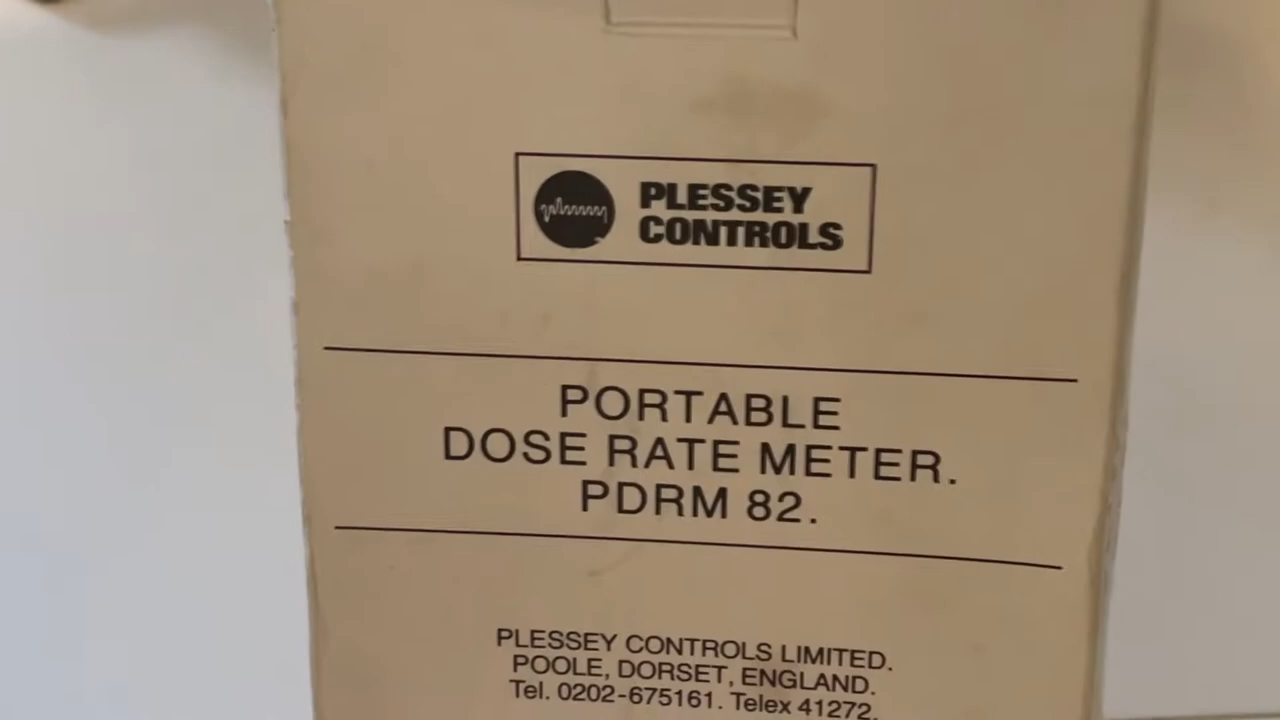 PLESSEY
CONTROLS
PORTABLE
DOSE RATE METER.
PDRM 82.
PLESSEY CONTROLS LIMITED.
POOLE, DORSET, ENGLAND.
Tel. 0202-675161. Telex 41272.